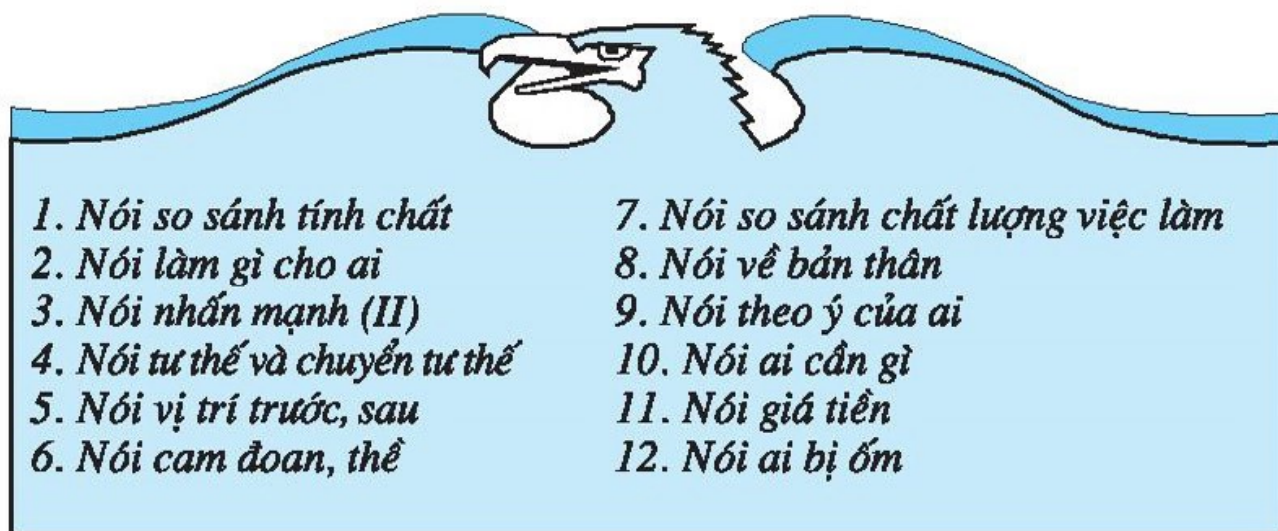 1. Nói so sánh tính chất
2. Nói làm gì cho ai
3. Nói nhấn mạnh (II)
4. Nói tư thế và chuyển tư thế
5. Nói vị trí trước, sau
6. Nói cam đoan, thề
7. Nói so sánh chất lượng việc làm
8. Nói về bản thân
9. Nói theo ý của ai
10. Nói ai cần gì
11. Nói giá tiền
12. Nói ai bị ốm